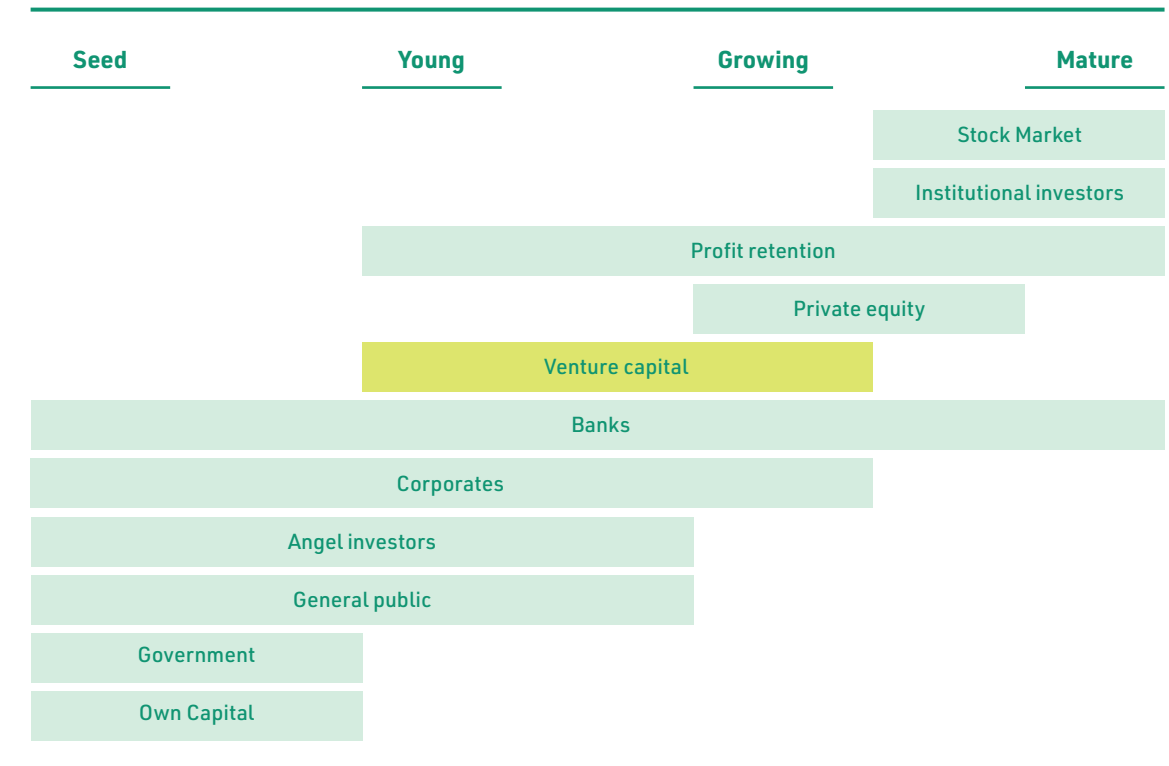 Seed Young Growing Mature
Stock Market
Institutional investors
Profit retention
Private equity
Venture capital
Banks
Corporates
Angel investors
General public
Government
Own Capital